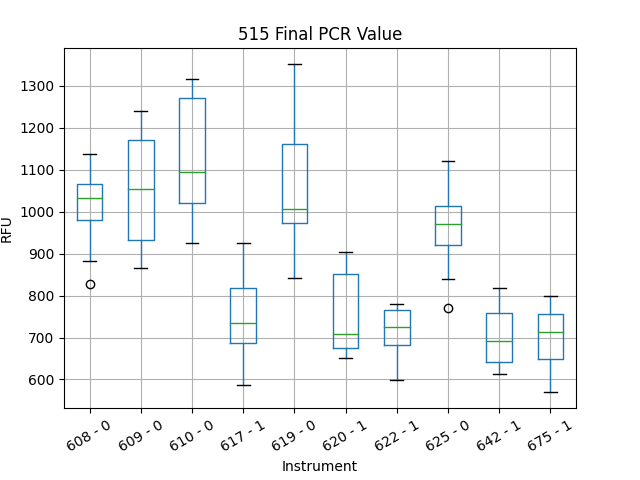 515 Final PCR Value
RFU
1300
1200
1100
1000
900
800
700
600
608 - 0
609 - 0
610 - 0
617 - 1
619 - 0
620 - 1
622 - 1
625 - 0
642 - 1
675 - 1
Instrument